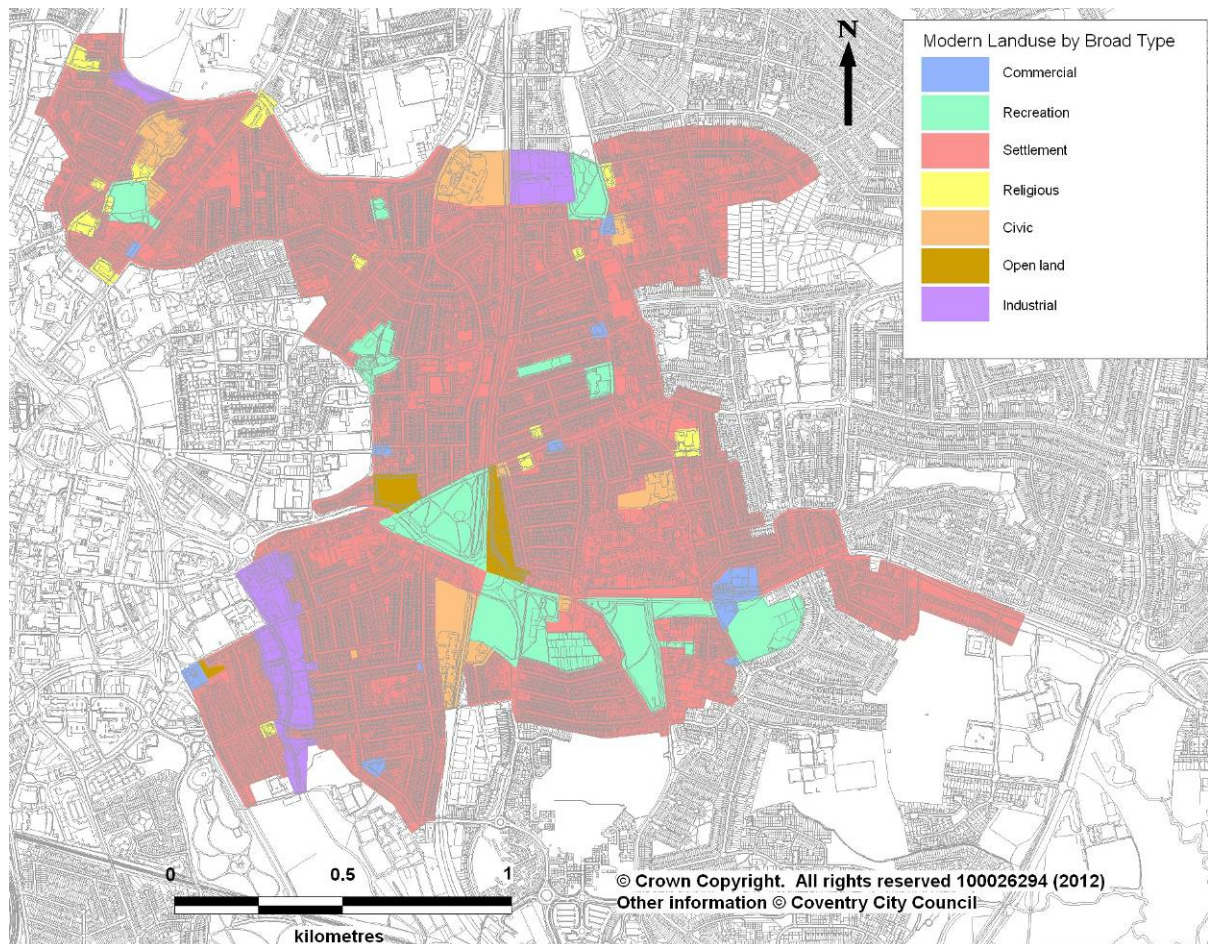 N
Modern Landuse by Broad Type
Commercial
Recreation
Settlement
Religious
Civic
Open land
Industrial
0 0.5 1
kilometres
© Crown Copyright. All rights reserved 100026294 (2012)
Other information © Coventry City Council